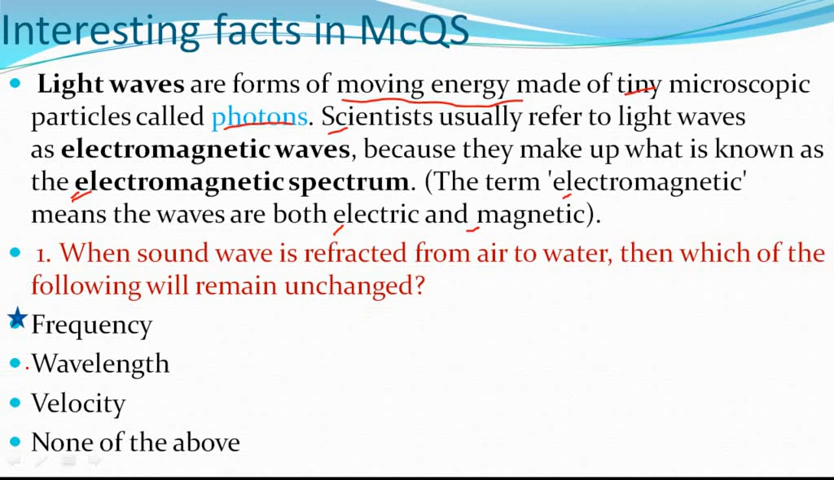 Interesting facts in McQS
Light waves are forms of moving energy made of tiny microscopic
particles called photons. Scientists usually refer to light waves
as electromagnetic waves, because they make up what is known as
the electromagnetic spectrum. (The term 'electromagnetic'
means the waves are both electric and magnetic).
1. When sound wave is refracted from air to water, then which of the
following will remain unchanged?
Frequency
Wavelength
Velocity
None of the above